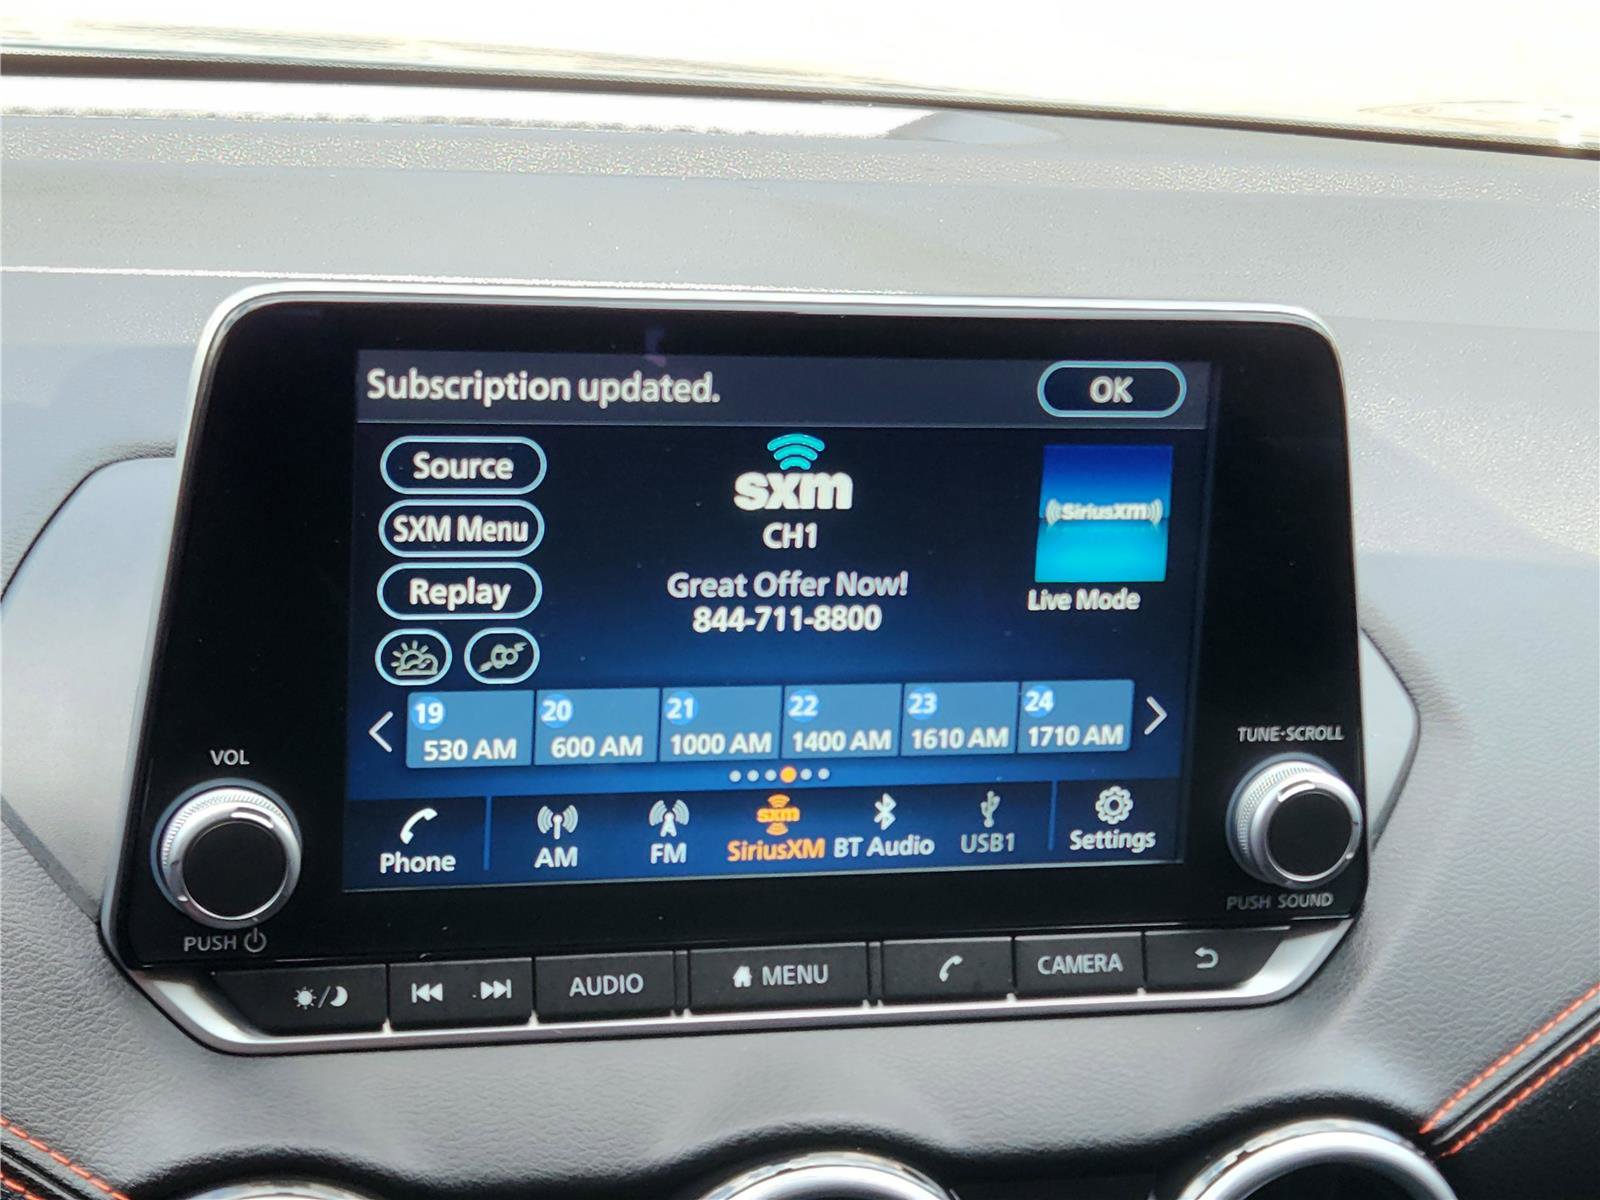 Subscription updated.
OK
Source
SXM Menu
Replay
sxm
CH1
Great Offer Now!
844-711-8800
((SiriusXM))
Live Mode
19
530 AM
20
600 AM
21
1000 AM
22
1400 AM
23
1610 AM
24
1710 AM
Phone
AM
FM
sxm
SiriusXM
BT Audio
USB1
Settings
VOL
PUSH
TUNE·SCROLL
PUSH SOUND
AUDIO
MENU
CAMERA